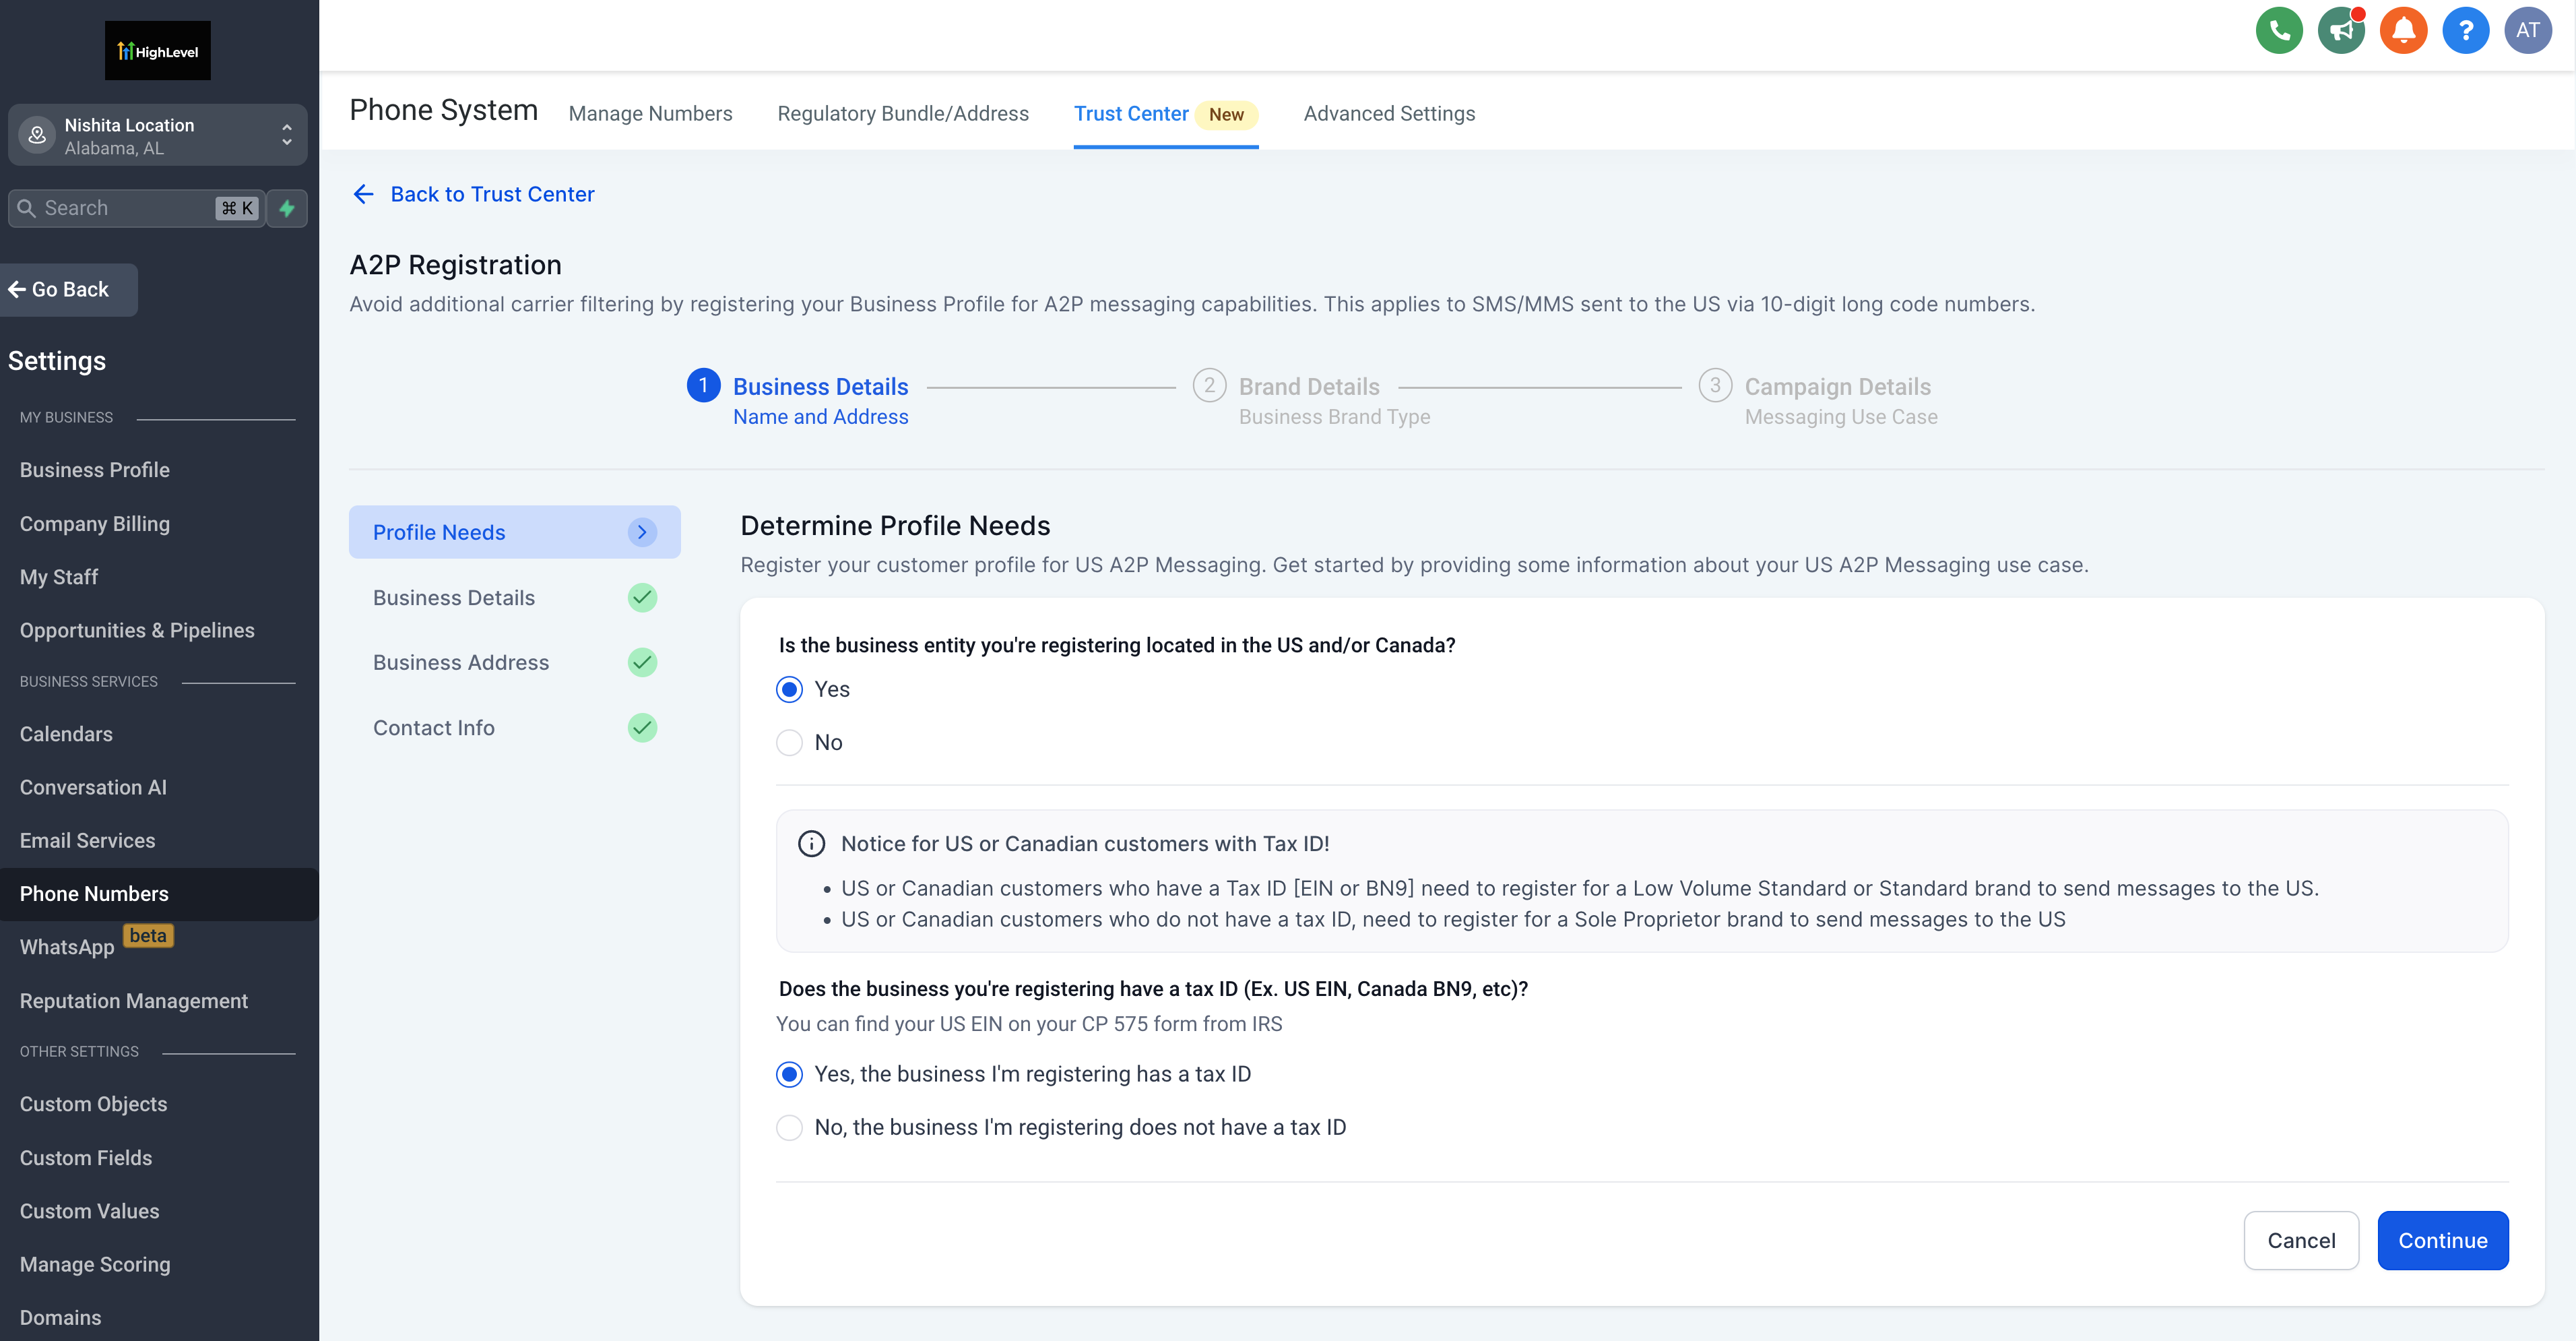 HighLevel
Nishita Location
Alabama, AL
Search
⌘ K
Go Back
Settings
MY BUSINESS
Business Profile
Company Billing
My Staff
Opportunities & Pipelines
BUSINESS SERVICES
Calendars
Conversation AI
Email Services
Phone Numbers
WhatsApp beta
Reputation Management
OTHER SETTINGS
Custom Objects
Custom Fields
Custom Values
Manage Scoring
Domains
?
AT
Phone System
Manage Numbers
Regulatory Bundle/Address
Trust Center New
Advanced Settings
Back to Trust Center
A2P Registration
Avoid additional carrier filtering by registering your Business Profile for A2P messaging capabilities. This applies to SMS/MMS sent to the US via 10-digit long code numbers.
1 Business Details
Name and Address
2 Brand Details
Business Brand Type
3 Campaign Details
Messaging Use Case
Profile Needs
Business Details
Business Address
Contact Info
Determine Profile Needs
Register your customer profile for US A2P Messaging. Get started by providing some information about your US A2P Messaging use case.
Is the business entity you're registering located in the US and/or Canada?
Yes
No
Notice for US or Canadian customers with Tax ID!
• US or Canadian customers who have a Tax ID [EIN or BN9] need to register for a Low Volume Standard or Standard brand to send messages to the US.
• US or Canadian customers who do not have a tax ID, need to register for a Sole Proprietor brand to send messages to the US
Does the business you're registering have a tax ID (Ex. US EIN, Canada BN9, etc)?
You can find your US EIN on your CP 575 form from IRS
Yes, the business I'm registering has a tax ID
No, the business I'm registering does not have a tax ID
Cancel
Continue